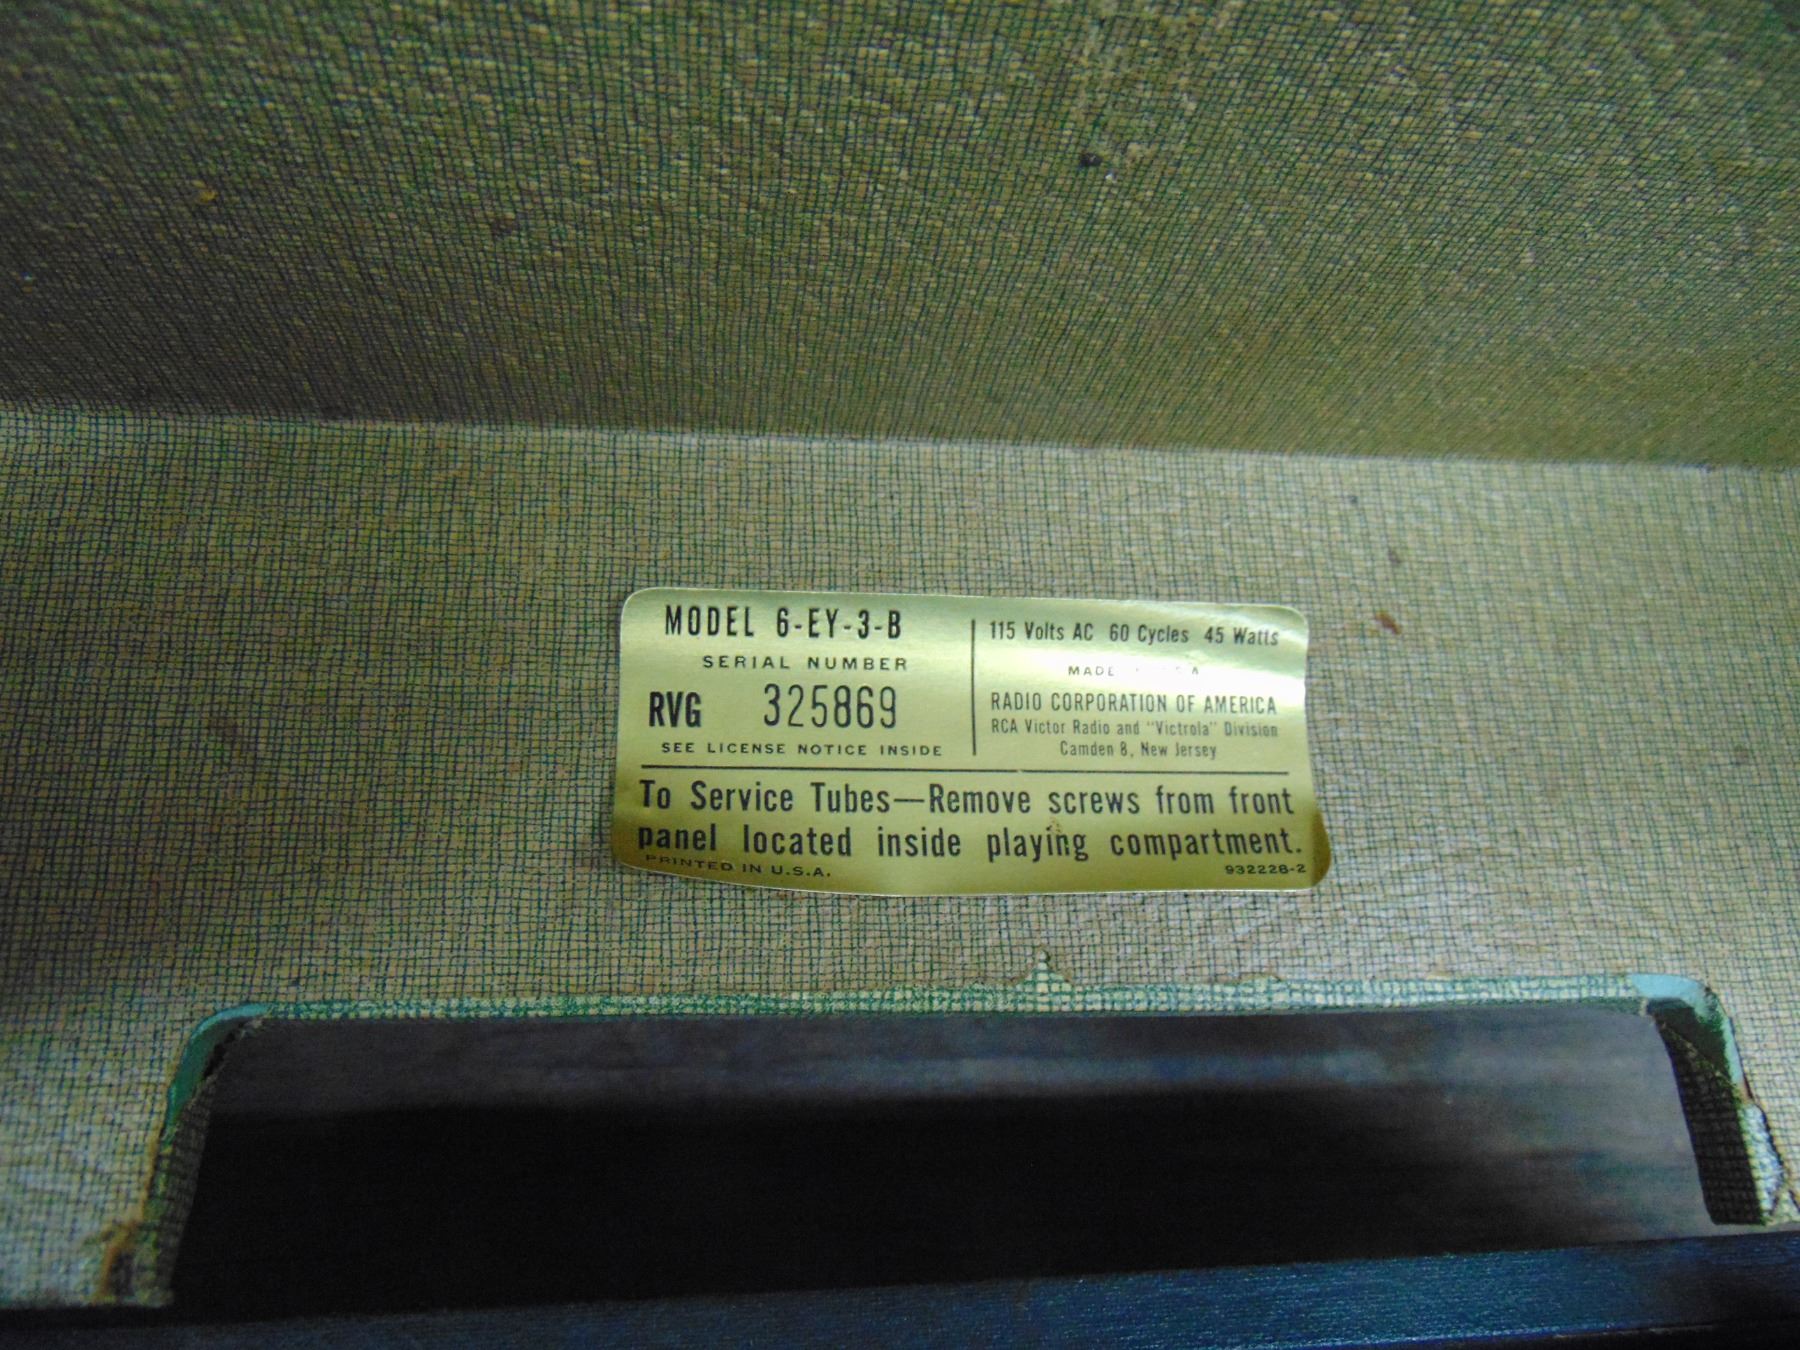 MODEL 6-EY-3-B
SERIAL NUMBER
RVG 325869
SEE LICENSE NOTICE INSIDE
115 Volts AC 60 Cycles 45 Watts
MADE
RADIO CORPORATION OF AMERICA
RCA Victor Radio and "Victrola" Division
Camden 8, New Jersey
To Service Tubes—Remove screws from front
panel located inside playing compartment.
PRINTED IN U.S.A.
932228-2